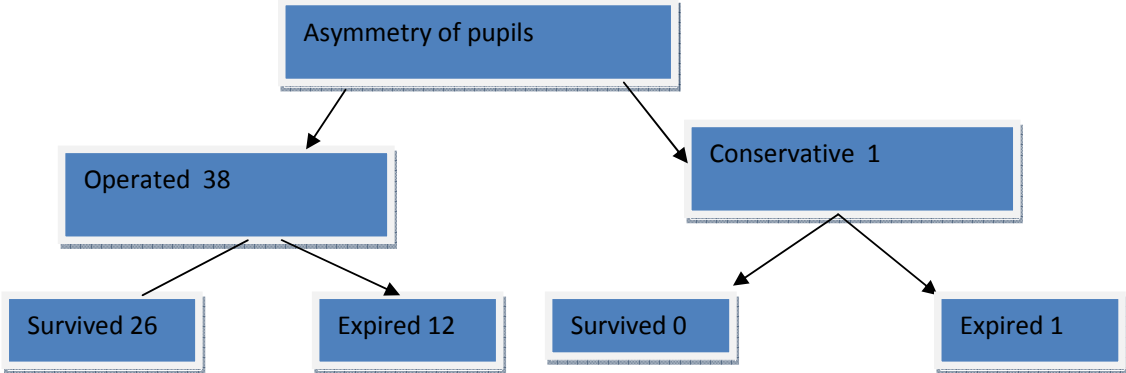 Asymmetry of pupils
Conservative 1
Operated 38
Survived 26
Expired 12
Survived 0
Expired 1